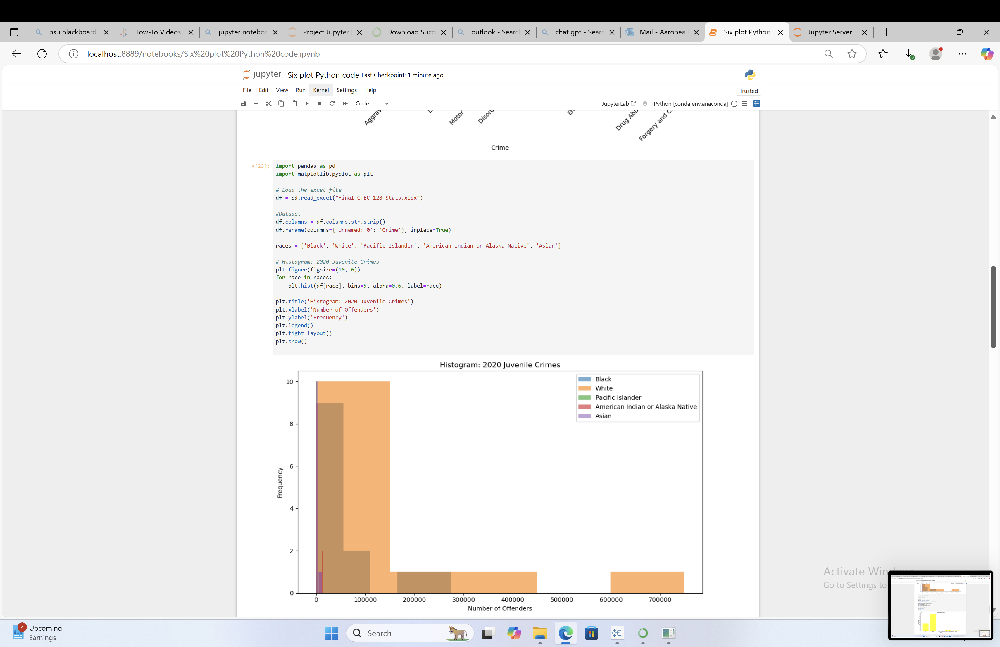 bsu blackboard
How-To Videos
jupyter noteboo
Project Jupyter
Download Succ
outlook - Search
chat gpt - Searc
Mail - Aaronea
Six plot Python
Jupyter Server
localhost:8889/notebooks/Six%20plot%20Python%20code.ipynb
jupyter Six plot Python code Last Checkpoint: 1 minute ago
File Edit View Run Kernel Settings Help
Trusted
Code
JupyterLab
Python [conda env:anaconda]
Aggrav
Motor
Disord
En
Drug Abu
Forgery and C
Crime
*[23]:
import pandas as pd
import matplotlib.pyplot as plt
# Load the excel file
df = pd.read_excel("Final CTEC 128 Stats.xlsx")
#Dataset
df.columns = df.columns.str.strip()
df.rename(columns={'Unnamed: 0': 'Crime'}, inplace=True)
races = ['Black', 'White', 'Pacific Islander', 'American Indian or Alaska Native', 'Asian']
# Histogram: 2020 Juvenile Crimes
plt.figure(figsize=(10, 6))
for race in races:
    plt.hist(df[race], bins=5, alpha=0.6, label=race)
plt.title('Histogram: 2020 Juvenile Crimes')
plt.xlabel('Number of Offenders')
plt.ylabel('Frequency')
plt.legend()
plt.tight_layout()
plt.show()
Histogram: 2020 Juvenile Crimes
Black
White
Pacific Islander
American Indian or Alaska Native
Asian
10
8
6
4
2
0
Frequency
0 100000 200000 300000 400000 500000 600000 700000
Number of Offenders
Activate Windows
Go to Settings to
4
Upcoming
Earnings
Search